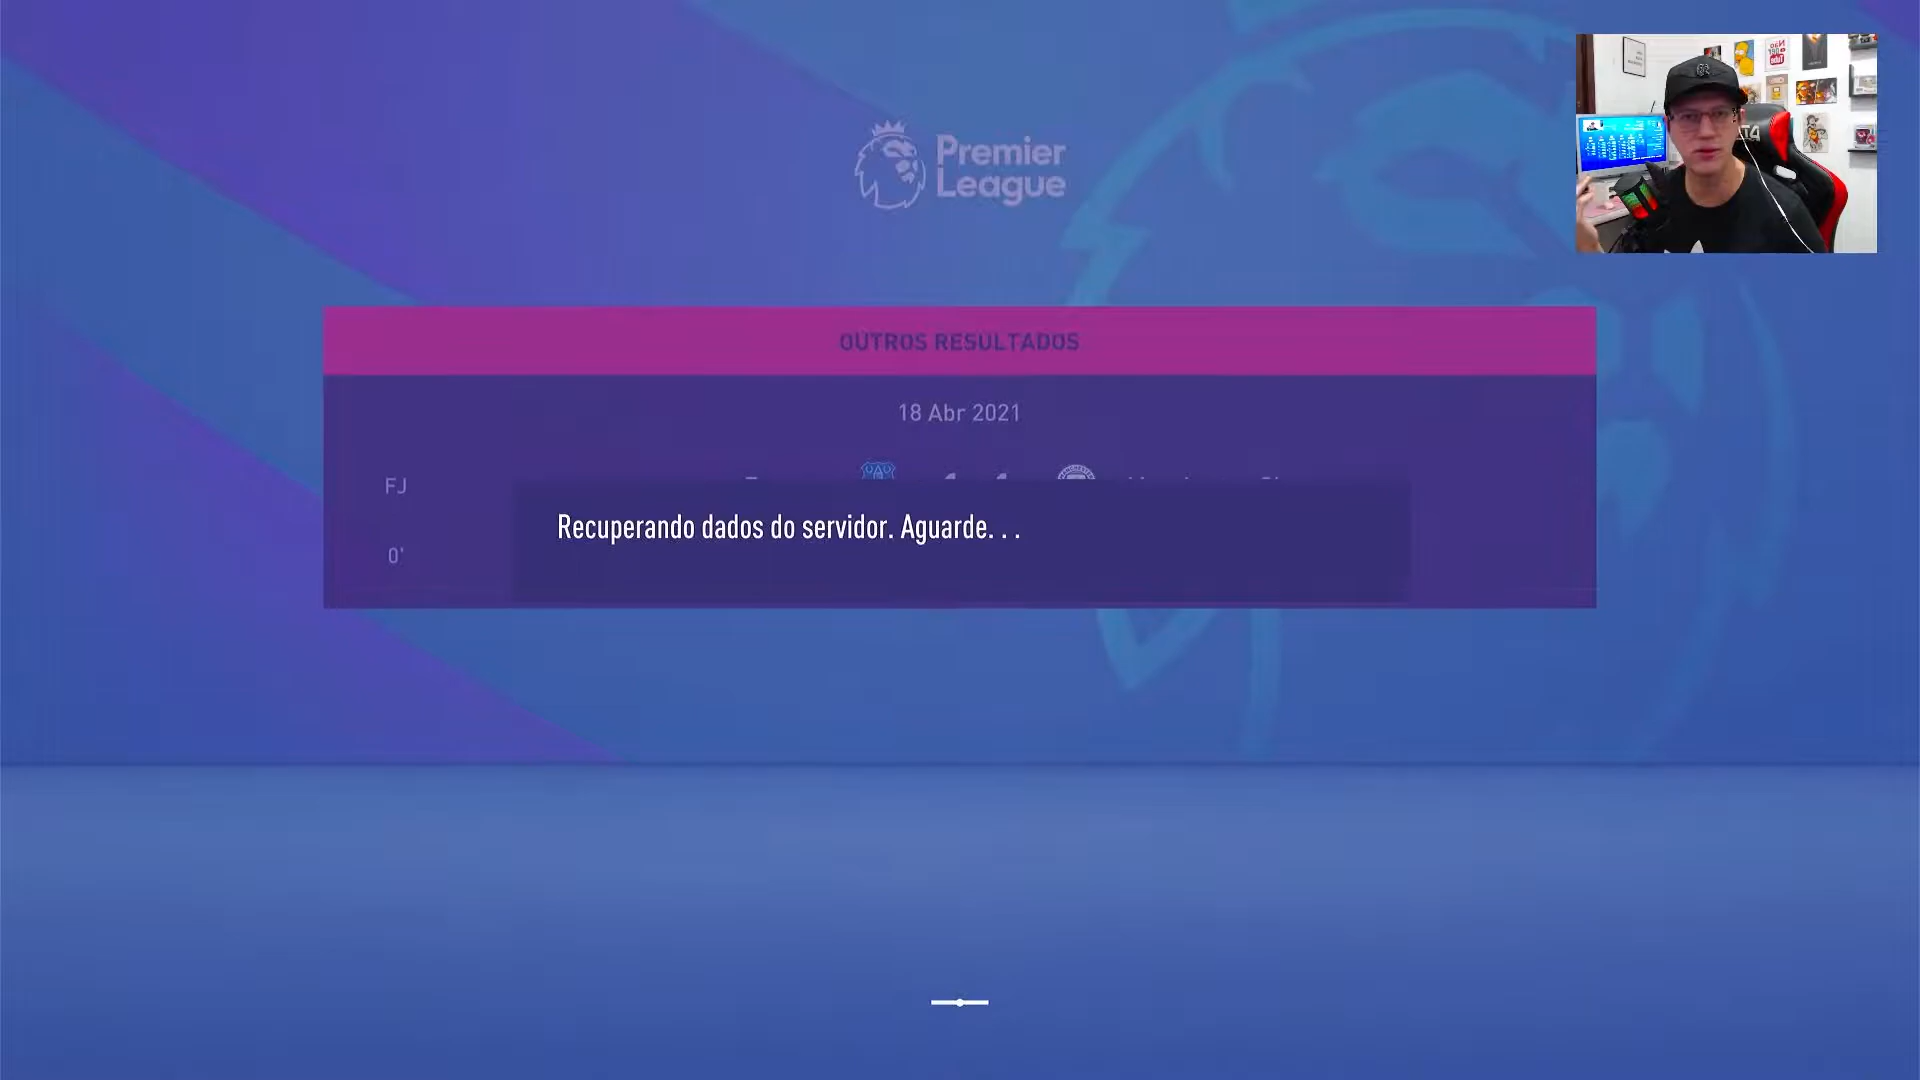 Premier
League
OUTROS RESULTADOS
18 Abr 2021
FJ
Recuperando dados do servidor. Aguarde. . .
0'